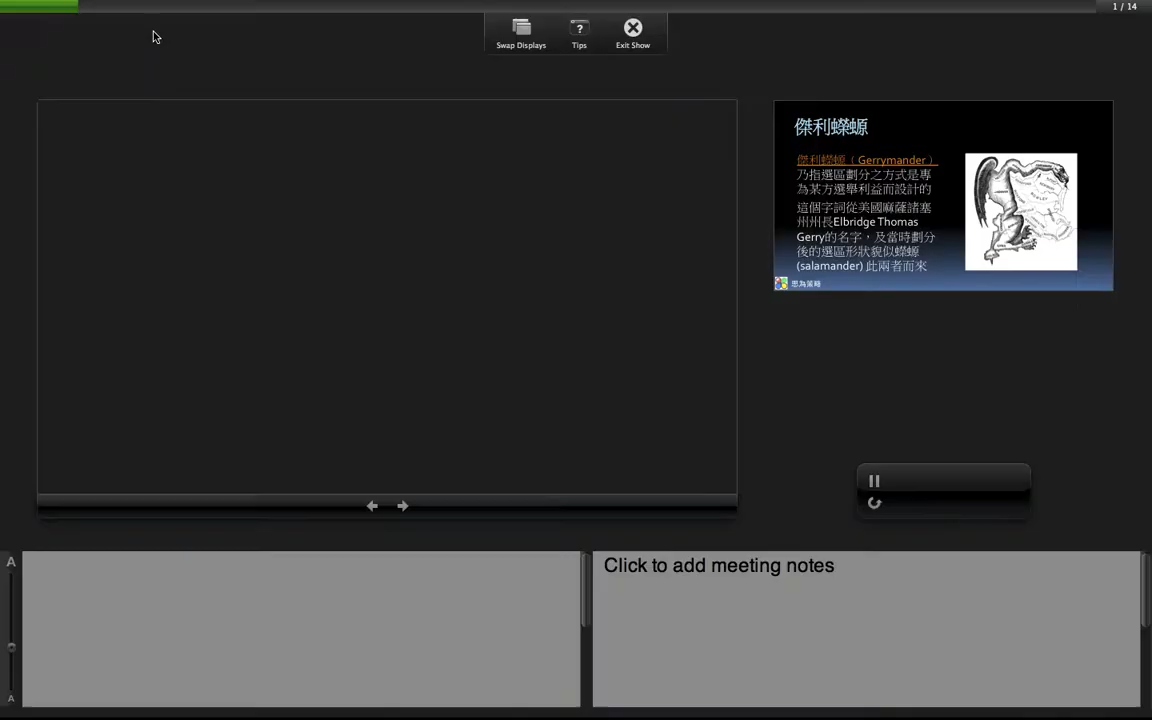 1 / 14
Swap Displays
Tips
Exit Show
傑利蠑螈
傑利蠑螈（Gerrymander）
乃指選區劃分之方式是專
為某方選舉利益而設計的
這個字詞從美國麻薩諸塞
州州長Elbridge Thomas
Gerry的名字，及當時劃分
後的選區形狀貌似蠑螈
(salamander) 此兩者而來
思為策略
A
Click to add meeting notes
A